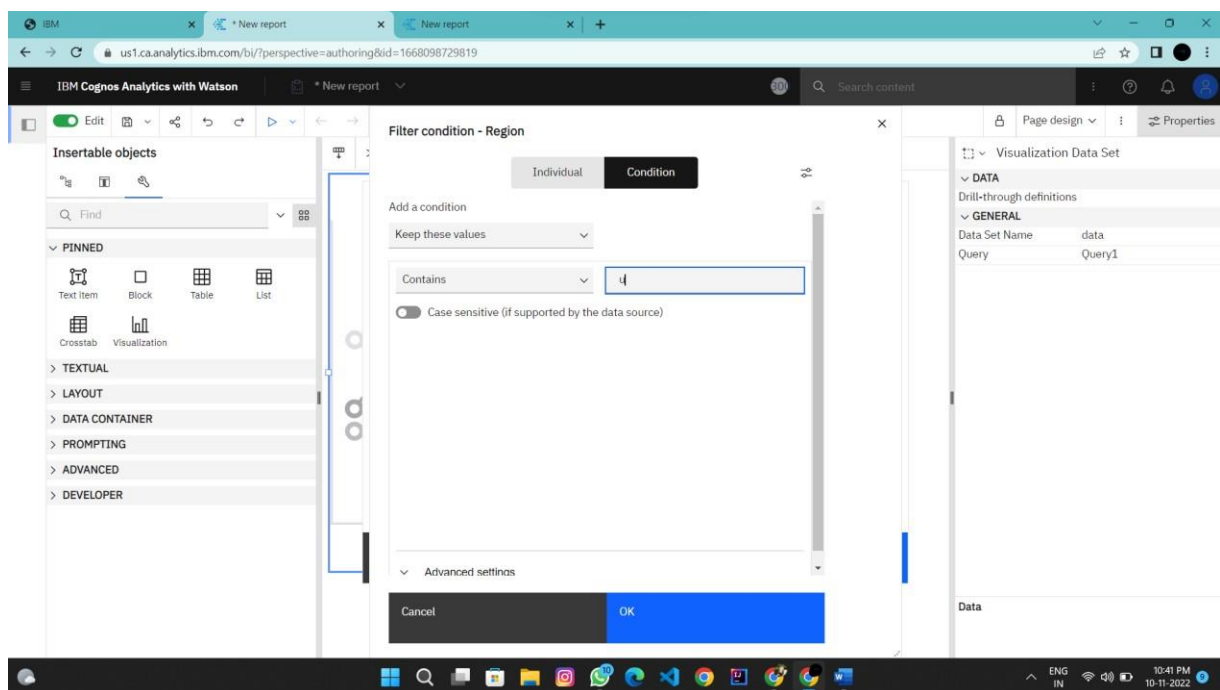 IBM
* New report
New report
us1.ca.analytics.ibm.com/bi/?perspective=authoring&id=1668098729819
IBM Cognos Analytics with Watson
* New report
Search content
Edit
Page design
Properties
Insertable objects
Find
PINNED
Text item
Block
Table
List
Crosstab
Visualization
TEXTUAL
LAYOUT
DATA CONTAINER
PROMPTING
ADVANCED
DEVELOPER
Filter condition - Region
Individual
Condition
Add a condition
Keep these values
Contains
u
Case sensitive (if supported by the data source)
Advanced settings
Cancel
OK
Visualization Data Set
DATA
Drill-through definitions
GENERAL
Data Set Name data
Query Query1
Data
ENG
IN
10:41 PM
10-11-2022